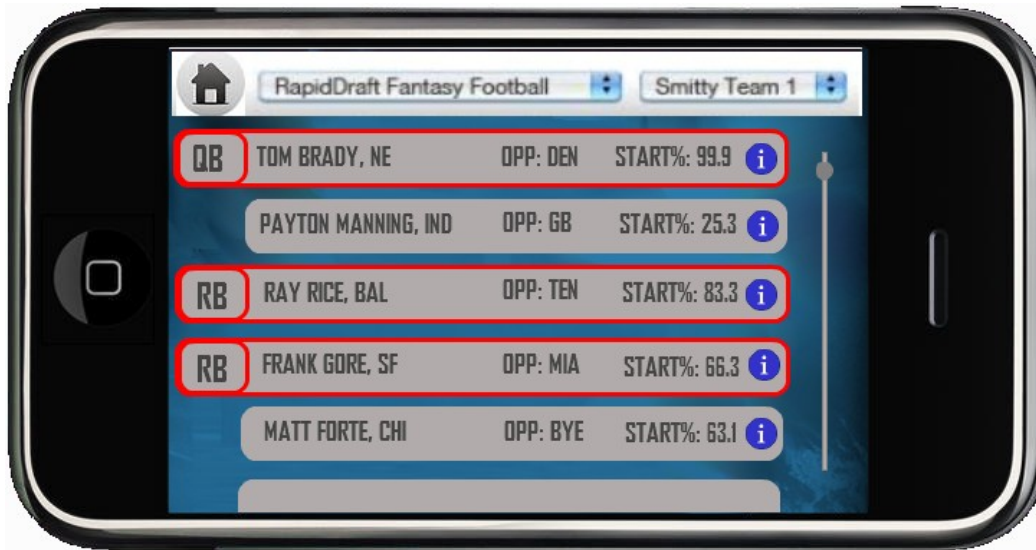 RapidDraft Fantasy Football Smitty Team 1
QB TOM BRADY, NE OPP: DEN START%: 99.9 i
PAYTON MANNING, IND OPP: GB START%: 25.3 i
RB RAY RICE, BAL OPP: TEN START%: 83.3 i
RB FRANK GORE, SF OPP: MIA START%: 66.3 i
MATT FORTE, CHI OPP: BYE START%: 63.1 i